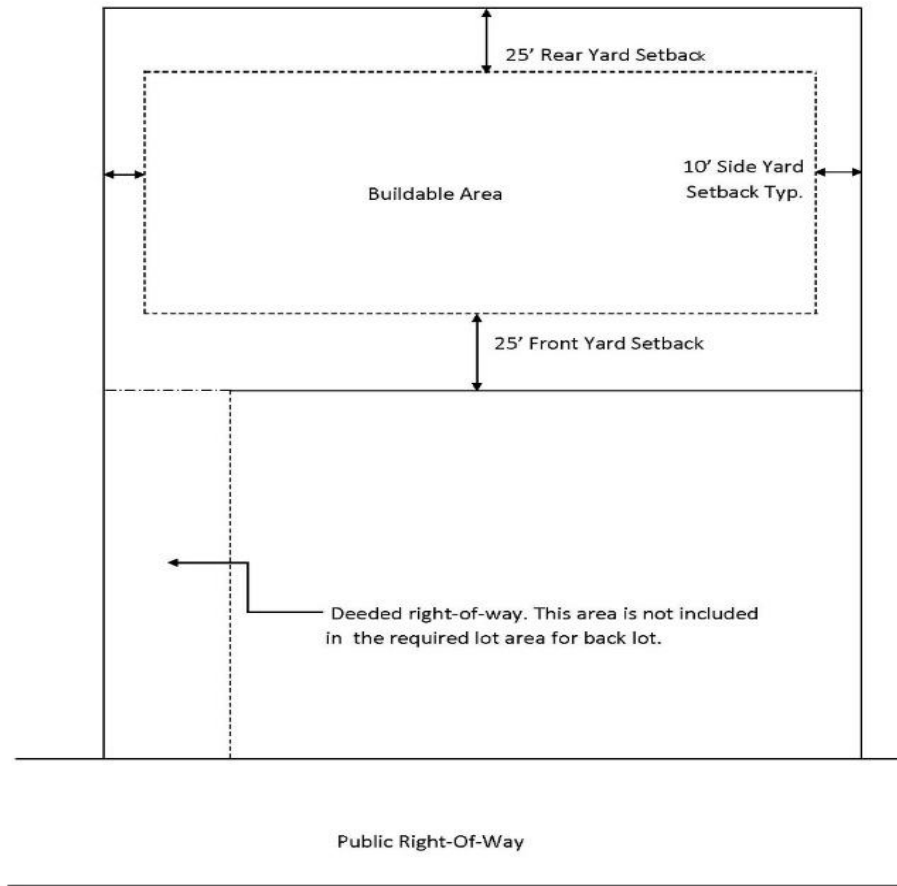 25' Rear Yard Setback
10' Side Yard
Setback Typ.
Buildable Area
25' Front Yard Setback
Deeded right-of-way. This area is not included
in the required lot area for back lot.
Public Right-Of-Way